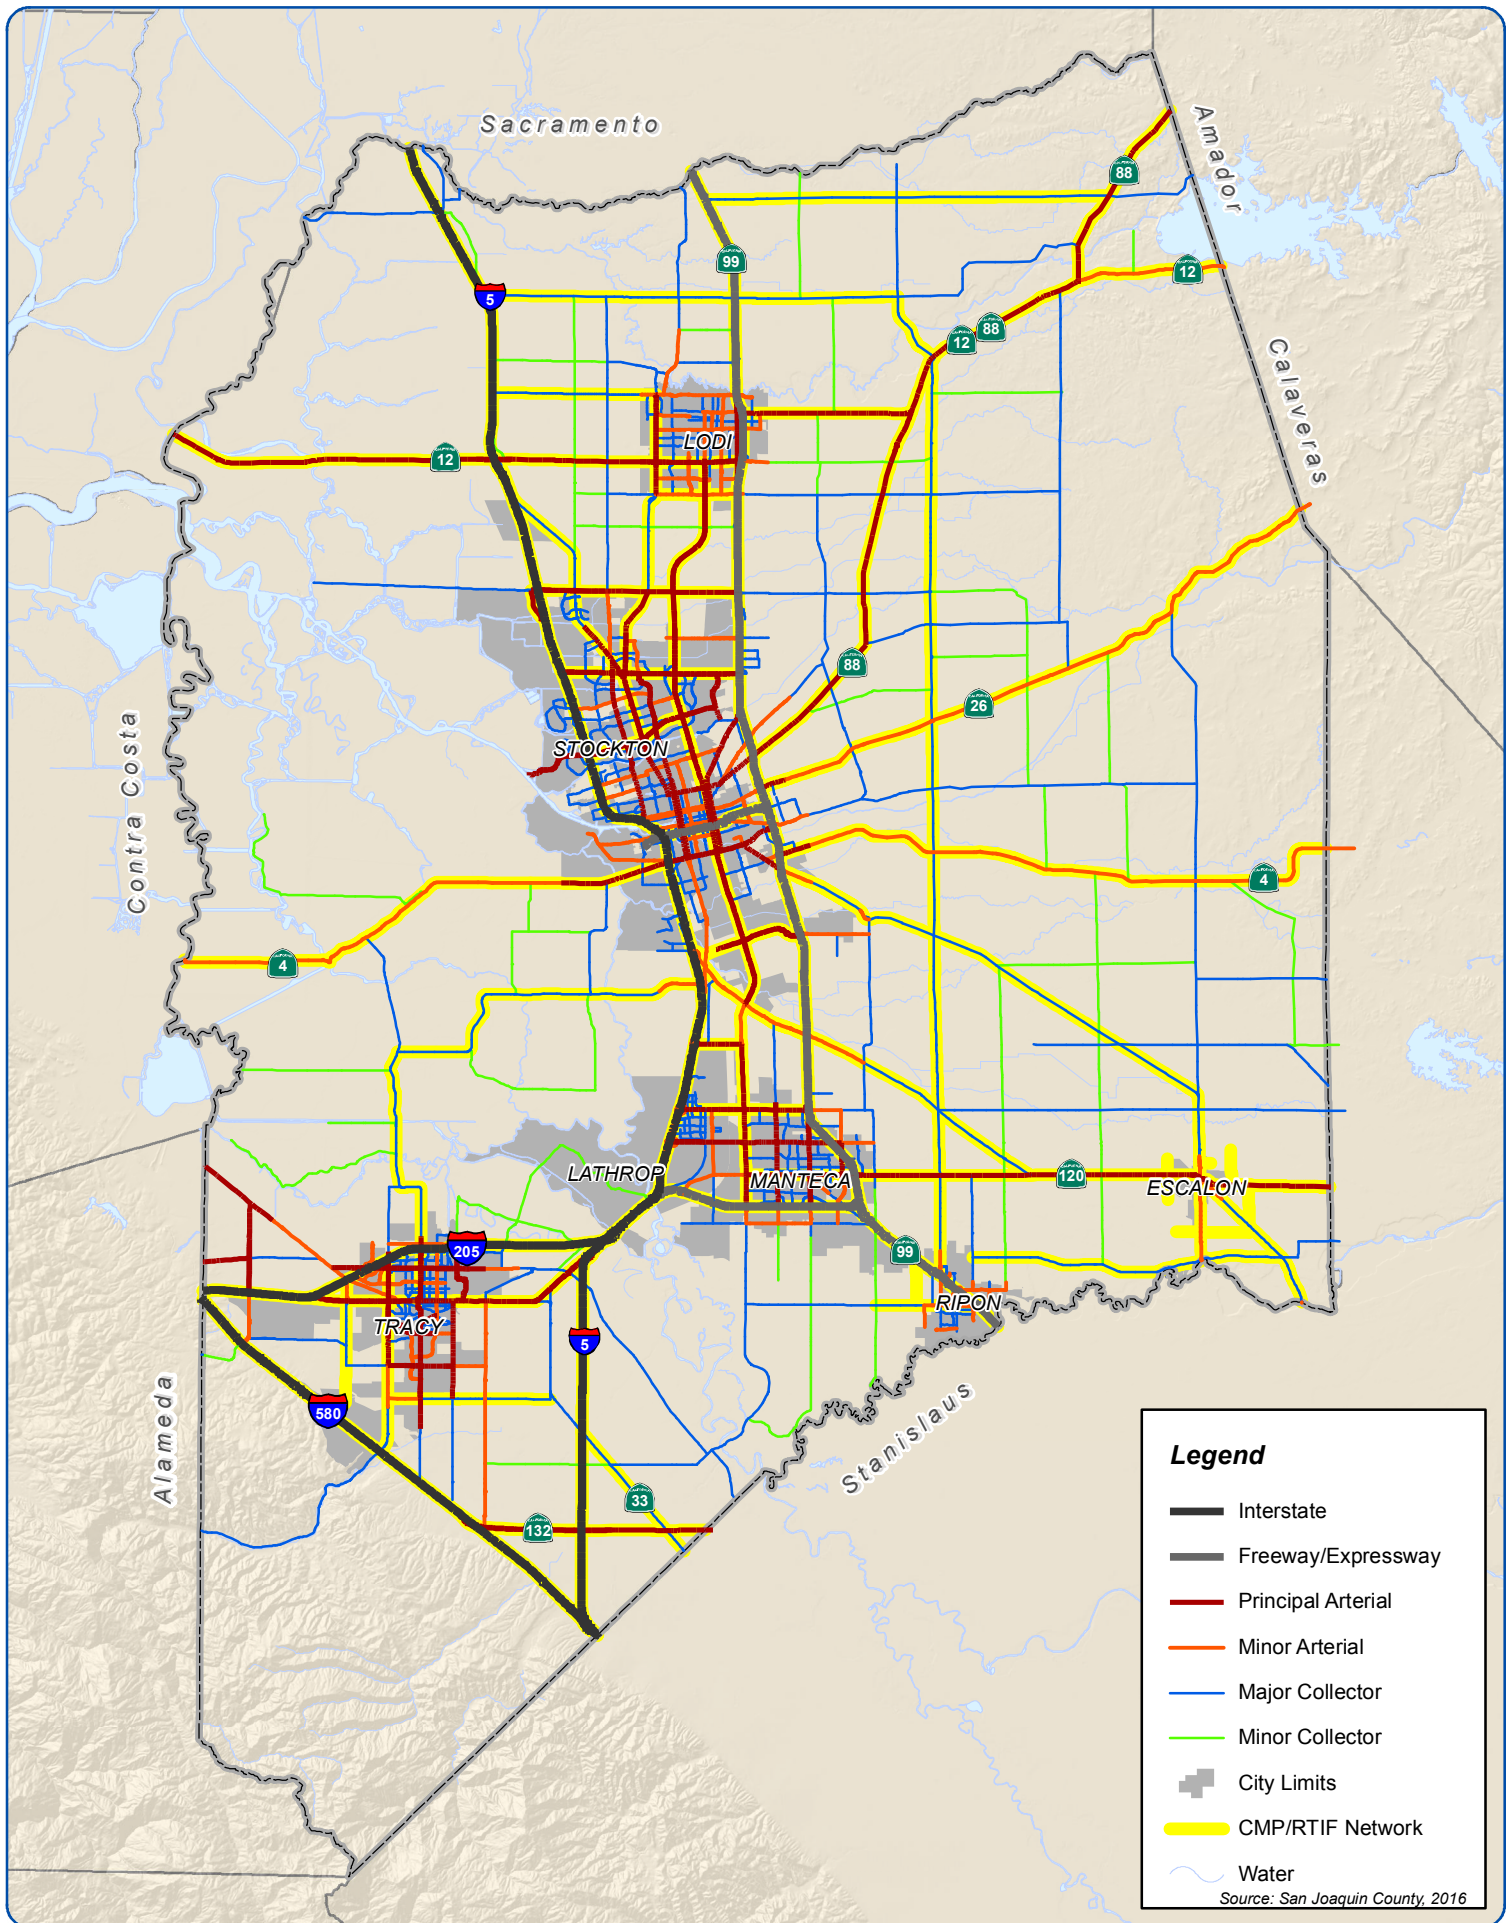 Sacramento
Amador
88
99
12
5
88
12
Calaveras
LODI
12
88
26
Contra Costa
STOCKTON
4
4
LATHROP
MANTECA
120
ESCALON
205
99
RIPON
TRACY
5
Alameda
580
Stanislaus
33
132
Legend
Interstate
Freeway/Expressway
Principal Arterial
Minor Arterial
Major Collector
Minor Collector
City Limits
CMP/RTIF Network
Water
Source: San Joaquin County, 2016